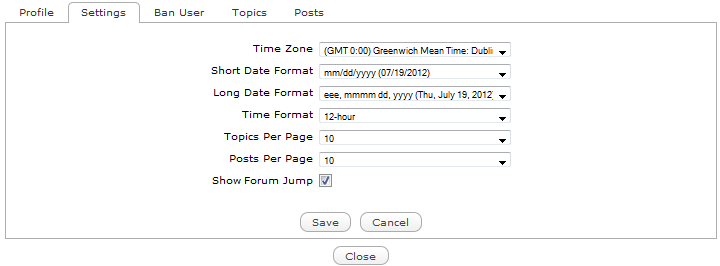 Profile Settings Ban User Topics Posts
Time Zone (GMT 0:00) Greenwich Mean Time: Dubli
Short Date Format mm/dd/yyyy (07/19/2012)
Long Date Format eee, mmmm dd, yyyy (Thu, July 19, 2012)
Time Format 12-hour
Topics Per Page 10
Posts Per Page 10
Show Forum Jump
Save Cancel
Close